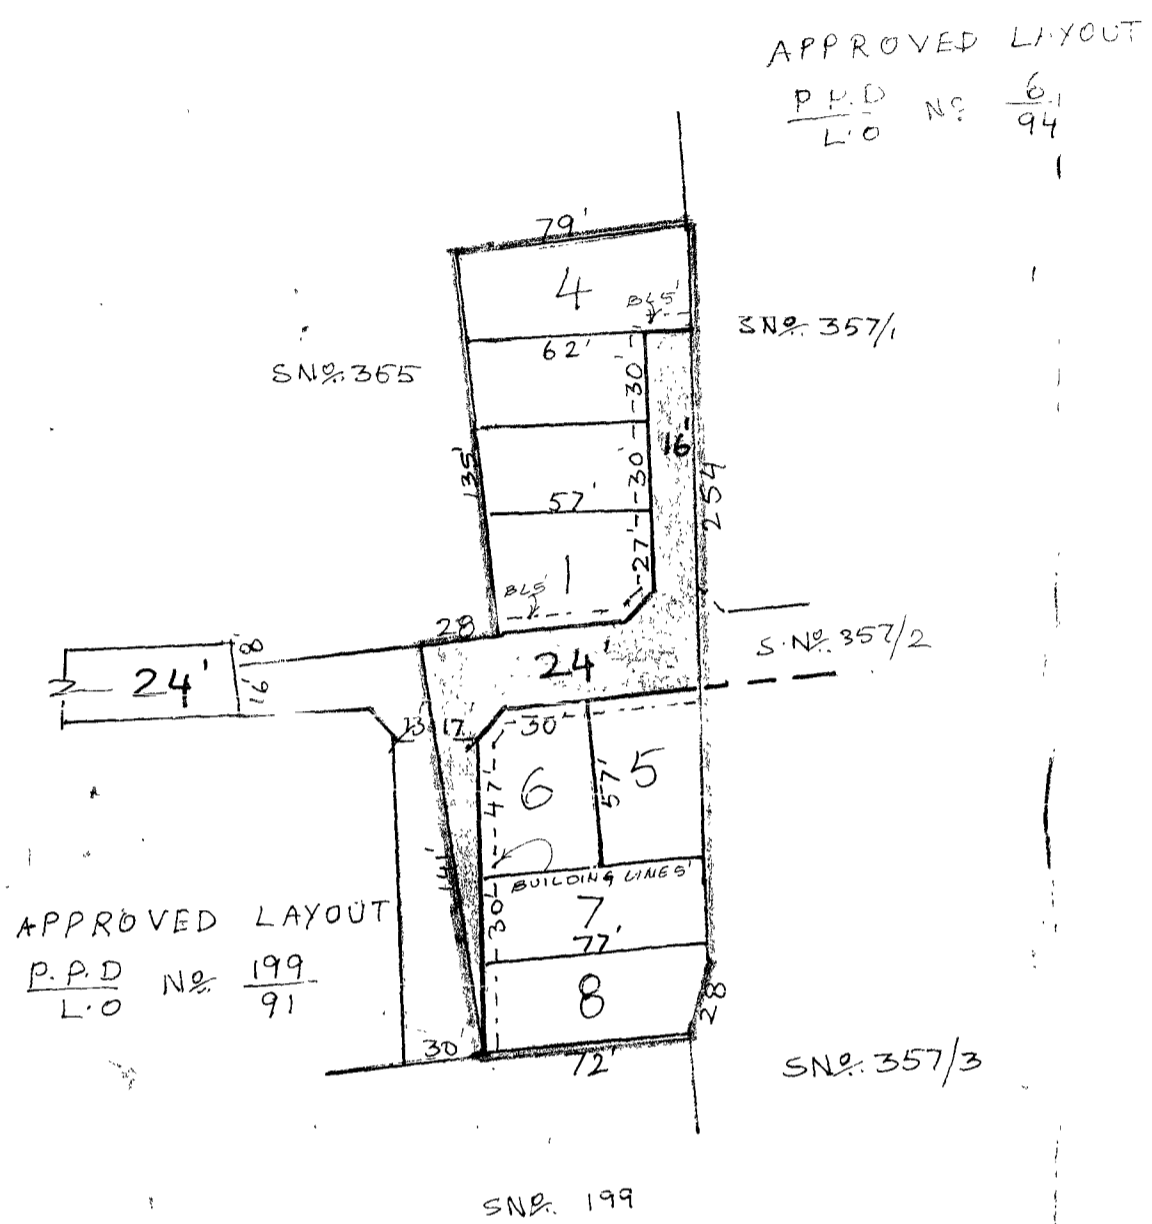 APPROVED LAYOUT
P.P.D Nº 6
L.O 94
79'
4
BL5'
SNº. 357/1
62'
SNº. 365
30'
16'
135'
30'
254
57'
27'
1
BL5'
28
8
24'
S.Nº. 357/2
24'
16'
13'
17'
30'
6
5
47'
57'
141'
BUILDING LINE5'
APPROVED LAYOUT
7
30'
77'
P.P.D Nº 199
L.O 91
8
28
30'
72'
SNº. 357/3
SNº. 199